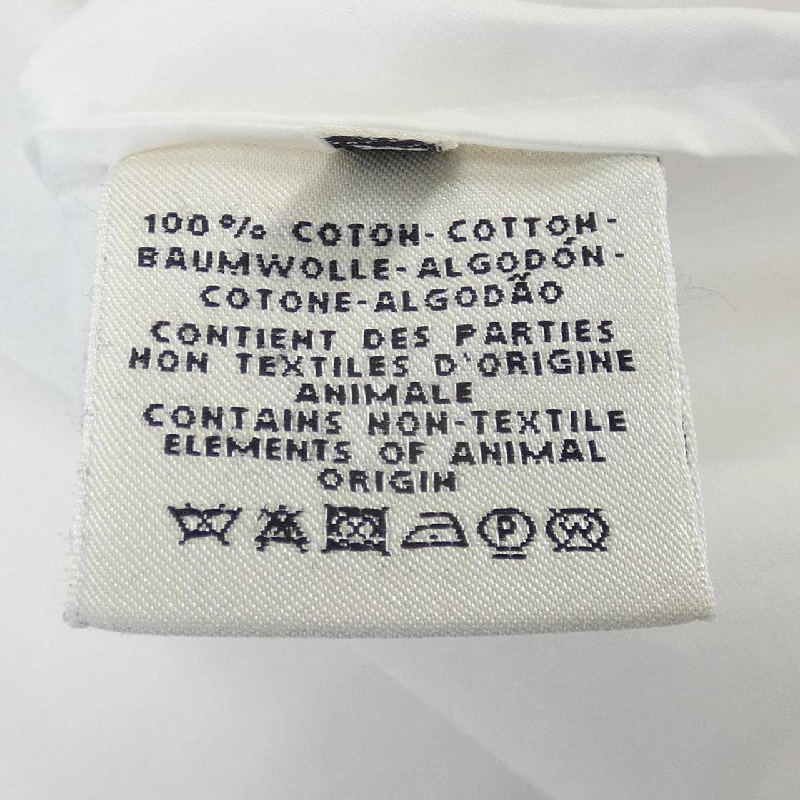 100% COTON-COTTON-
BAUMWOLLE-ALGODÓN-
COTONE-ALGODÃO
CONTIENT DES PARTIES
NON TEXTILES D'ORIGINE
ANIMALE
CONTAINS NON-TEXTILE
ELEMENTS OF ANIMAL
ORIGIN
P W